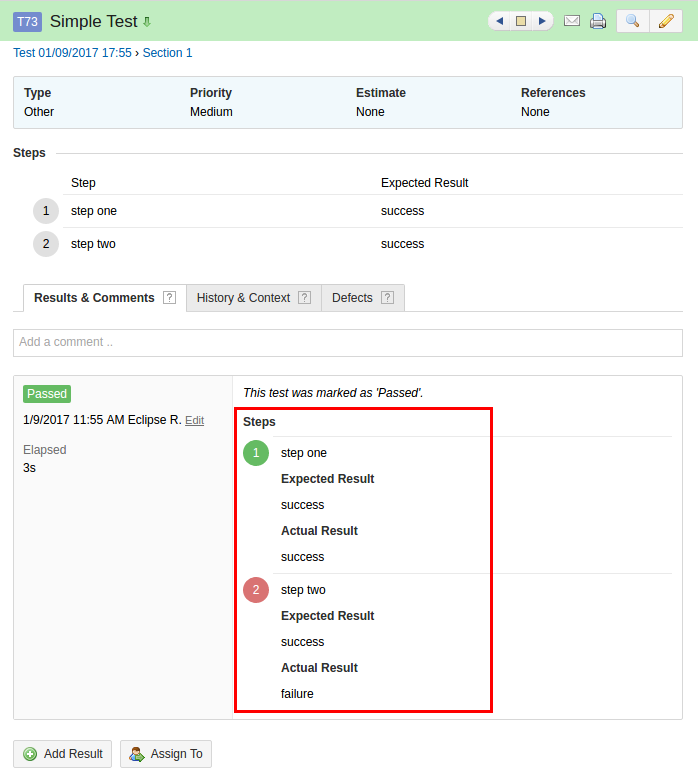 T73 Simple Test
Test 01/09/2017 17:55 › Section 1
Type Priority Estimate References
Other Medium None None
Steps
Step Expected Result
1 step one success
2 step two success
Results & Comments ? History & Context ? Defects ?
Add a comment ..
Passed
1/9/2017 11:55 AM Eclipse R. Edit
Elapsed
3s
This test was marked as 'Passed'.
Steps
1 step one
Expected Result
success
Actual Result
success
2 step two
Expected Result
success
Actual Result
failure
Add Result Assign To